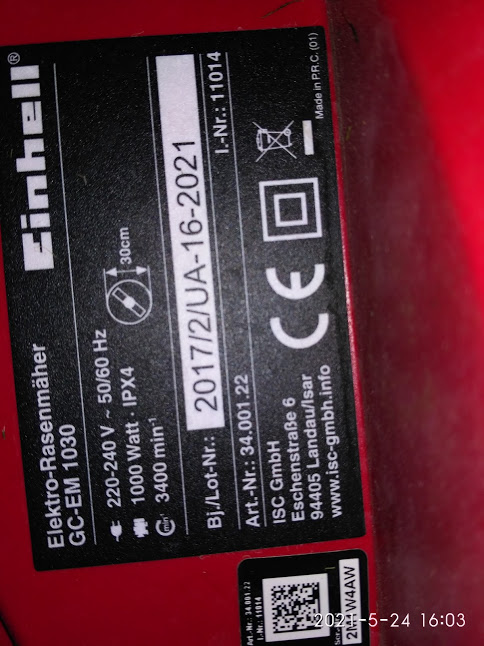 Einhell®
Elektro-Rasenmäher
GC-EM 1030
220-240 V ~ 50/60 Hz
1000 Watt · IPX4
3400 min⁻¹
min⁻¹
30cm
Bj./Lot-Nr.: 2017/2/UA-16-2021
Art.-Nr.: 34.001.22 I.-Nr.: 11014
ISC GmbH
Eschenstraße 6
94405 Landau/Isar
www.isc-gmbh.info
CE
Made in P.R.C. (01)
Art.-Nr.: 34.001.22
I.-Nr.: 11014
2021-5-24 16:03